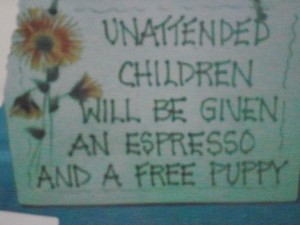 UNATTENDED
CHILDREN
WILL BE GIVEN
AN ESPRESSO
AND A FREE PUPPY